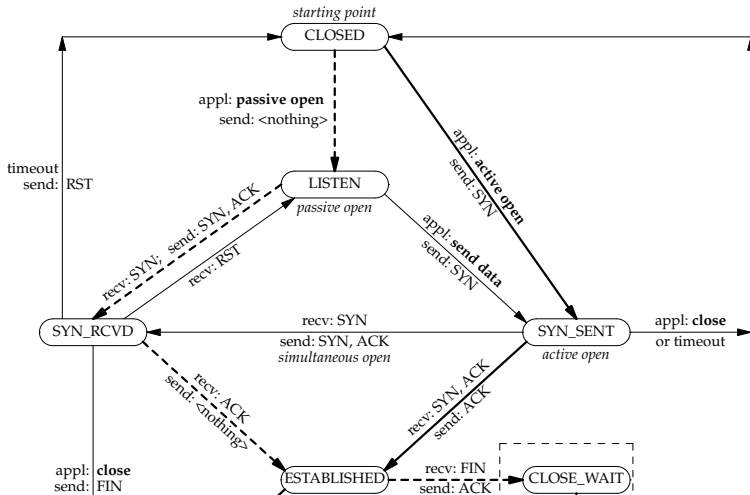 starting point
CLOSED
appl: passive open
send: <nothing>
appl: active open
send: SYN
timeout
send: RST
LISTEN
passive open
recv: SYN; send: SYN, ACK
recv: RST
appl: send data
send: SYN
SYN_RCVD
recv: SYN
send: SYN, ACK
simultaneous open
SYN_SENT
active open
appl: close
or timeout
recv: ACK
send: <nothing>
recv: SYN, ACK
send: ACK
appl: close
send: FIN
ESTABLISHED
recv: FIN
send: ACK
CLOSE_WAIT